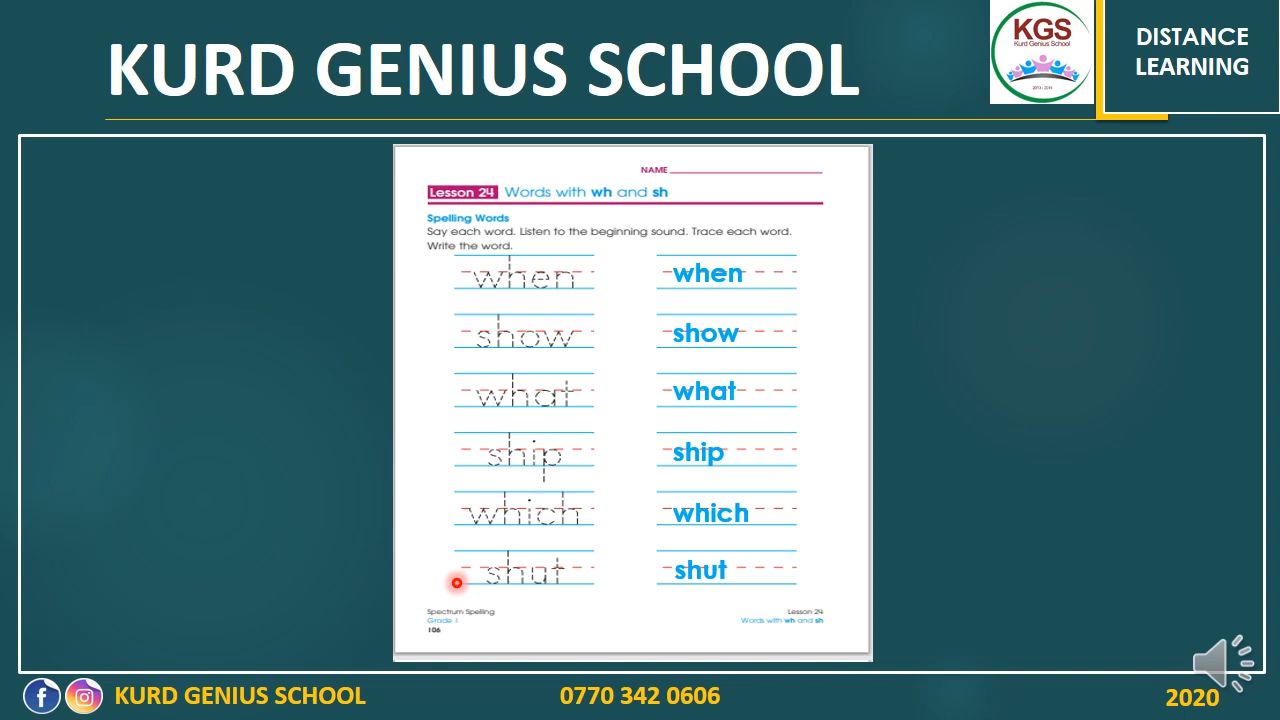 KURD GENIUS SCHOOL
KGS
Kurd Genius School
DISTANCE
LEARNING
NAME
Lesson 24 Words with wh and sh
Spelling Words
Say each word. Listen to the beginning sound. Trace each word.
Write the word.
when when
show show
what what
ship ship
which which
shut shut
Spectrum Spelling Lesson 24
Grade 1 Words with wh and sh
106
KURD GENIUS SCHOOL 0770 342 0606 2020